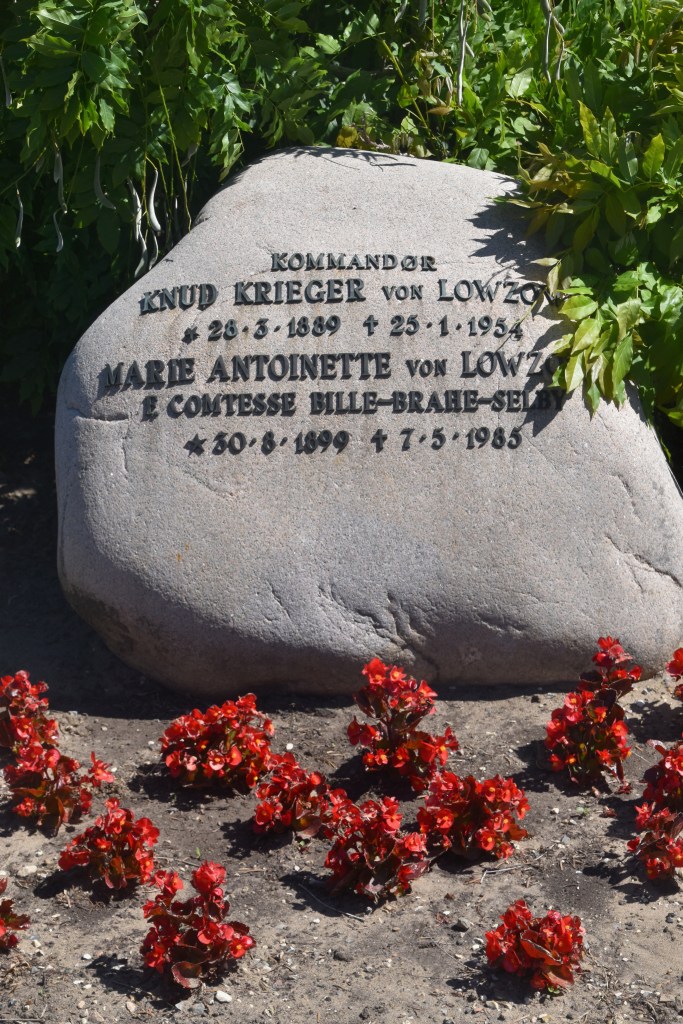 KOMMANDØR
KNUD KRIEGER von LOWZOW
* 28·3·1889 ✝ 25·1·1954
MARIE ANTOINETTE von LOWZOW
F COMTESSE BILLE-BRAHE-SELBY
* 30·8·1899 ✝ 7·5·1985